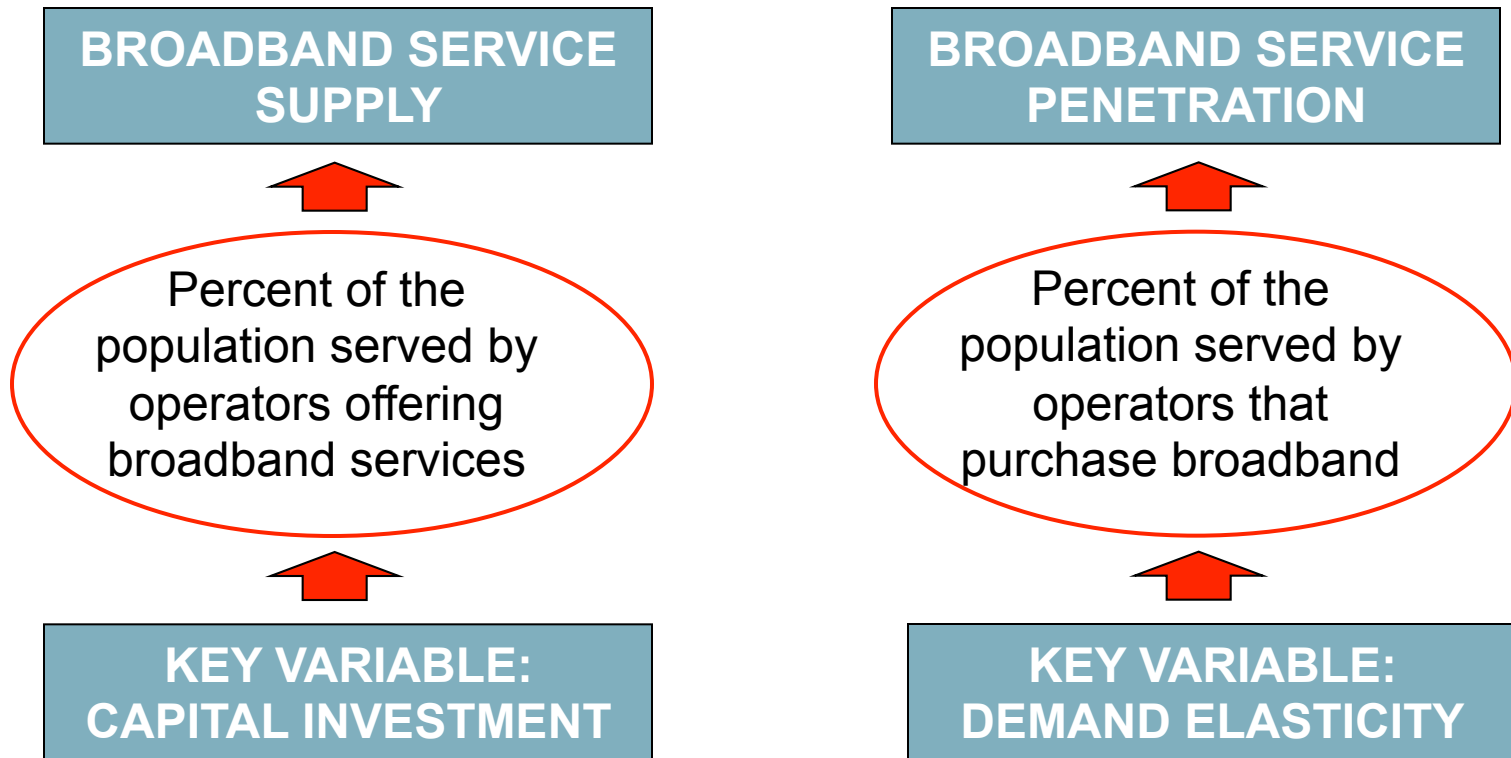 BROADBAND SERVICE
SUPPLY
Percent of the
population served by
operators offering
broadband services
KEY VARIABLE:
CAPITAL INVESTMENT
BROADBAND SERVICE
PENETRATION
Percent of the
population served by
operators that
purchase broadband
KEY VARIABLE:
DEMAND ELASTICITY